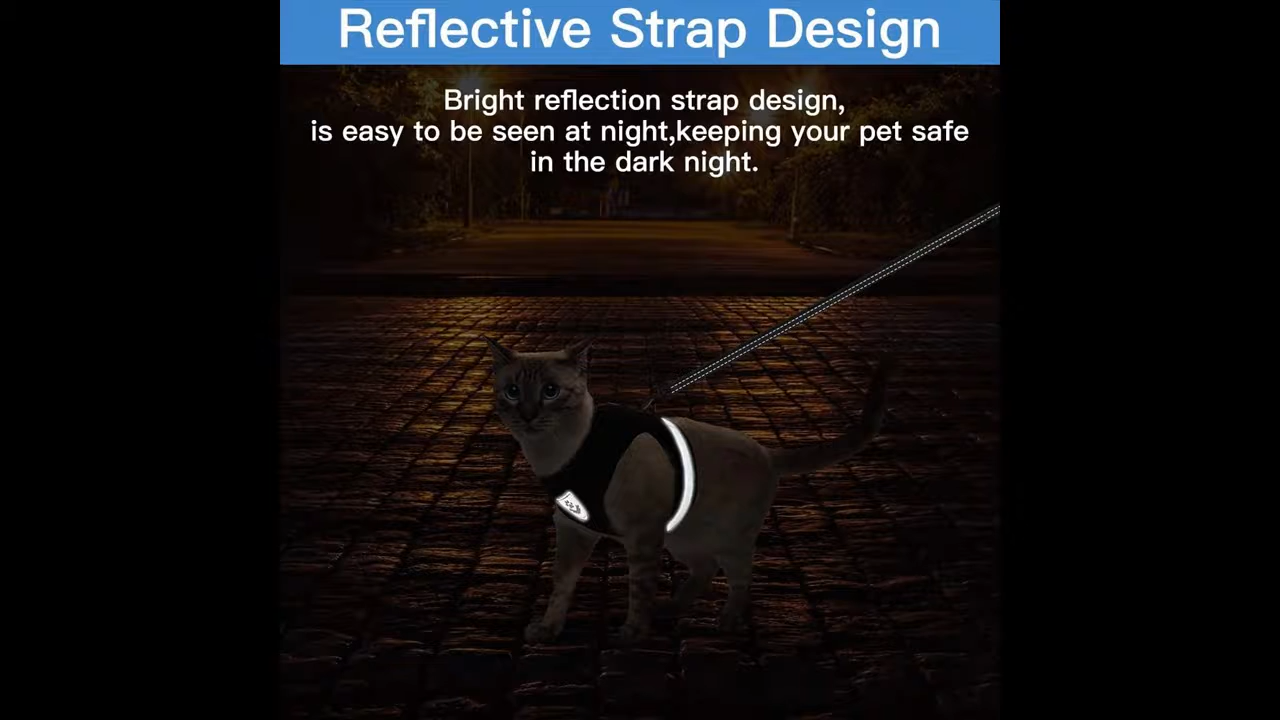 Reflective Strap Design
Bright reflection strap design,
is easy to be seen at night,keeping your pet safe
in the dark night.